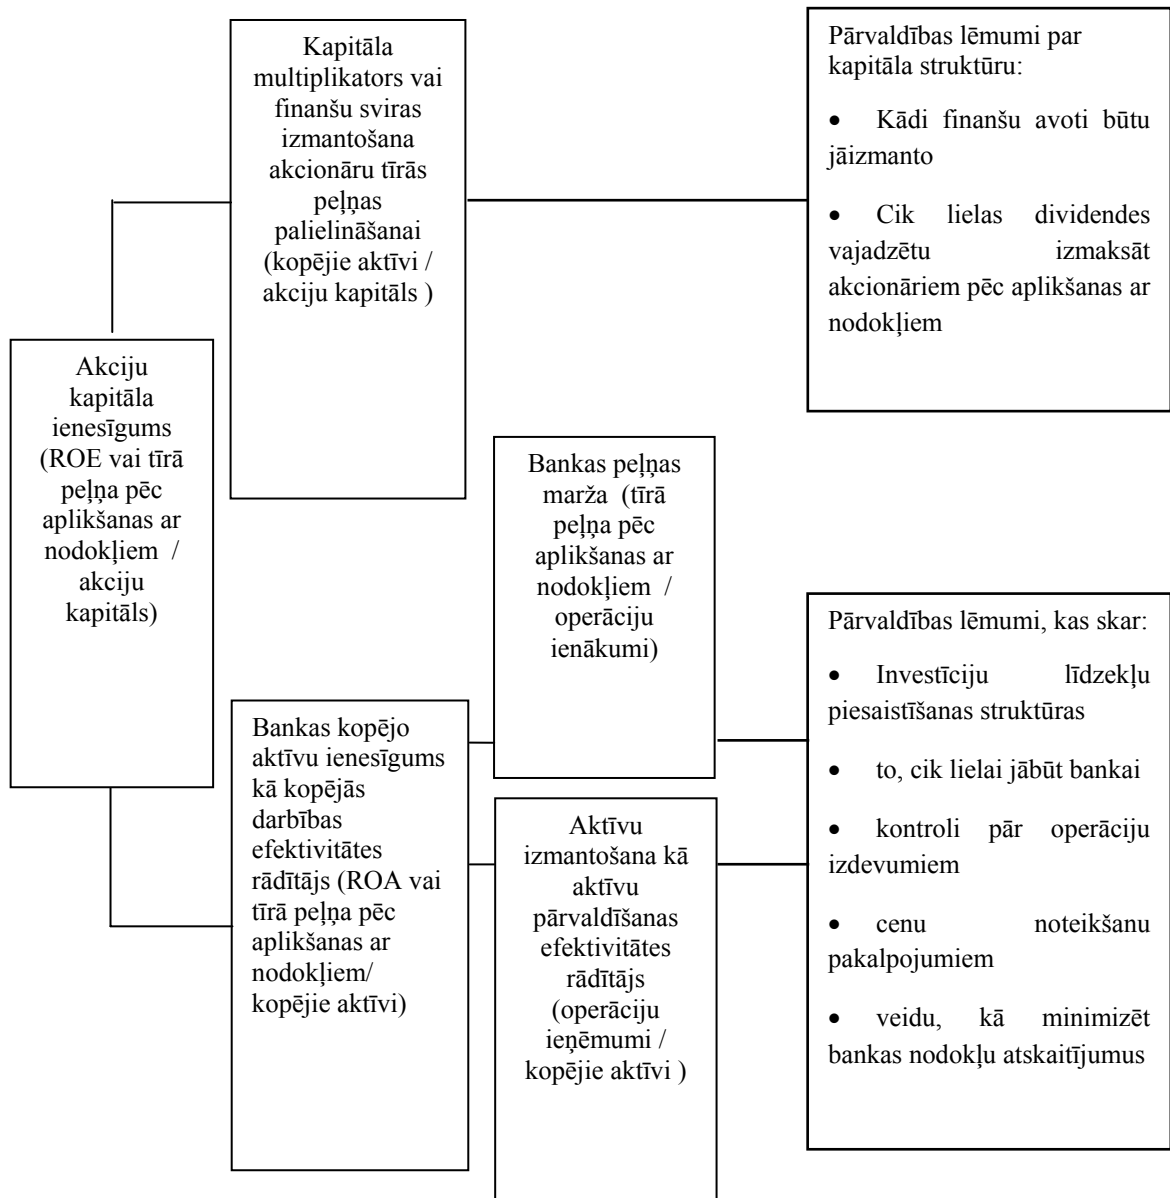 Kapitāla
multiplikators vai
finanšu sviras
izmantošana
akcionāru tīrās
peļņas
palielināšanai
(kopējie aktīvi /
akciju kapitāls )
Pārvaldības lēmumi par
kapitāla struktūru:
• Kādi finanšu avoti būtu
jāizmanto
• Cik lielas dividendes
vajadzētu izmaksāt
akcionāriem pēc aplikšanas ar
nodokļiem
Akciju
kapitāla
ienesīgums
(ROE vai tīrā
peļņa pēc
aplikšanas ar
nodokļiem /
akciju
kapitāls)
Bankas peļņas
marža (tīrā
peļņa pēc
aplikšanas ar
nodokļiem /
operāciju
ienākumi)
Bankas kopējo
aktīvu ienesīgums
kā kopējās
darbības
efektivitātes
rādītājs (ROA vai
tīrā peļņa pēc
aplikšanas ar
nodokļiem/
kopējie aktīvi)
Aktīvu
izmantošana kā
aktīvu
pārvaldīšanas
efektivitātes
rādītājs
(operāciju
ieņēmumi /
kopējie aktīvi )
Pārvaldības lēmumi, kas skar:
• Investīciju līdzekļu
piesaistīšanas struktūras
• to, cik lielai jābūt bankai
• kontroli pār operāciju
izdevumiem
• cenu noteikšanu
pakalpojumiem
• veidu, kā minimizēt
bankas nodokļu atskaitījumus